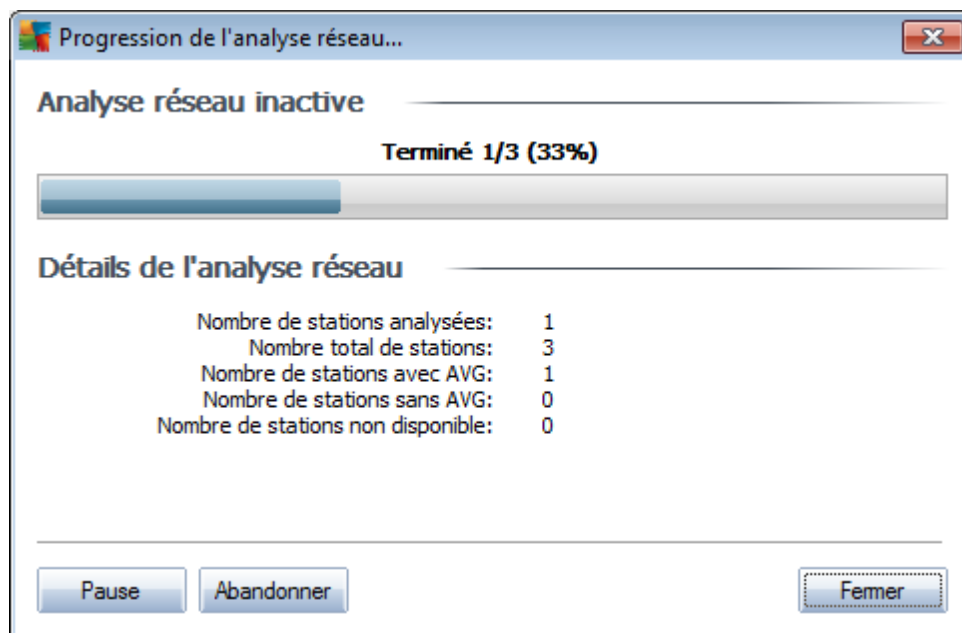 Progression de l'analyse réseau...
Analyse réseau inactive
Terminé 1/3 (33%)
Détails de l'analyse réseau
Nombre de stations analysées: 1
Nombre total de stations: 3
Nombre de stations avec AVG: 1
Nombre de stations sans AVG: 0
Nombre de stations non disponible: 0
Pause Abandonner Fermer